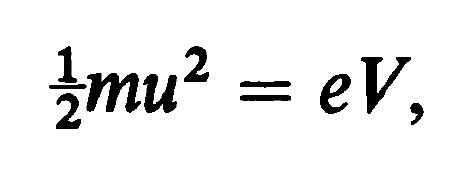 ½mu² = eV,